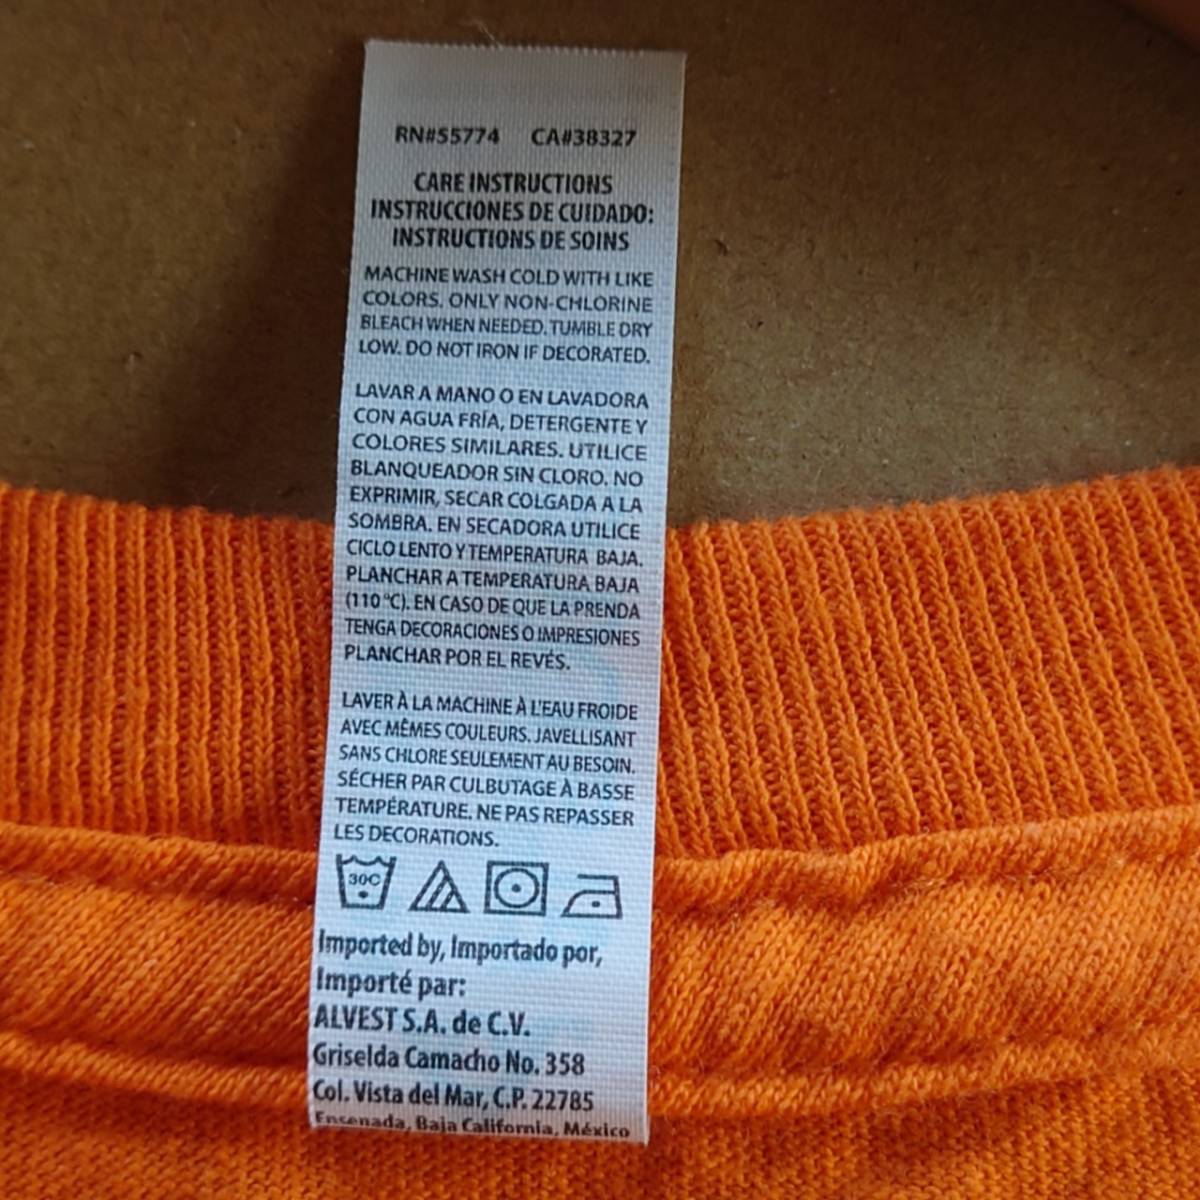 RN#55774 CA#38327
CARE INSTRUCTIONS
INSTRUCCIONES DE CUIDADO:
INSTRUCTIONS DE SOINS
MACHINE WASH COLD WITH LIKE
COLORS. ONLY NON-CHLORINE
BLEACH WHEN NEEDED. TUMBLE DRY
LOW. DO NOT IRON IF DECORATED.
LAVAR A MANO O EN LAVADORA
CON AGUA FRÍA, DETERGENTE Y
COLORES SIMILARES. UTILICE
BLANQUEADOR SIN CLORO. NO
EXPRIMIR, SECAR COLGADA A LA
SOMBRA. EN SECADORA UTILICE
CICLO LENTO Y TEMPERATURA BAJA.
PLANCHAR A TEMPERATURA BAJA
(110 °C). EN CASO DE QUE LA PRENDA
TENGA DECORACIONES O IMPRESIONES
PLANCHAR POR EL REVÉS.
LAVER À LA MACHINE À L'EAU FROIDE
AVEC MÊMES COULEURS. JAVELLISANT
SANS CHLORE SEULEMENT AU BESOIN.
SÉCHER PAR CULBUTAGE À BASSE
TEMPÉRATURE. NE PAS REPASSER
LES DECORATIONS.
30C
Imported by, Importado por,
Importé par:
ALVEST S.A. de C.V.
Griselda Camacho No. 358
Col. Vista del Mar, C.P. 22785
Ensenada, Baja California, México